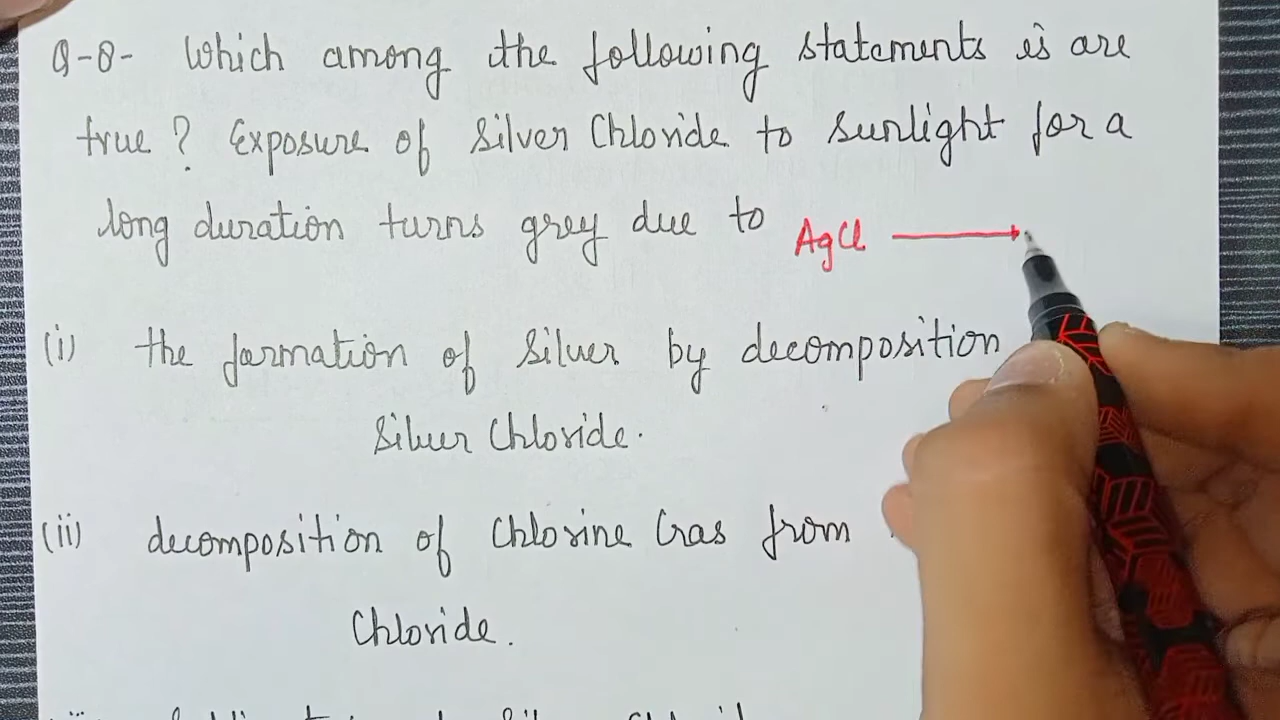 Q-8- Which among the following statements is are
true? Exposure of Silver Chloride to sunlight for a
long duration turns grey due to AgCl
(i) the formation of Silver by decomposition
Silver Chloride.
(ii) decomposition of Chlorine Gas from
Chloride.